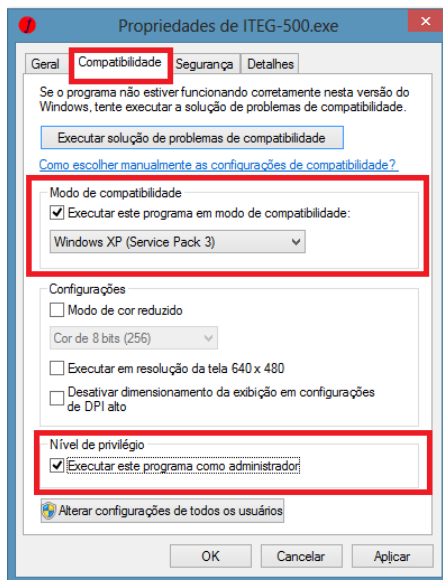 Propriedades de ITEG-500.exe
Geral Compatibilidade Segurança Detalhes
Se o programa não estiver funcionando corretamente nesta versão do
Windows, tente executar a solução de problemas de compatibilidade.
Executar solução de problemas de compatibilidade
Como escolher manualmente as configurações de compatibilidade?
Modo de compatibilidade
Executar este programa em modo de compatibilidade:
Windows XP (Service Pack 3)
Configurações
Modo de cor reduzido
Cor de 8 bits (256)
Executar em resolução da tela 640 x 480
Desativar dimensionamento da exibição em configurações
de DPI alto
Nível de privilégio
Executar este programa como administrador
Alterar configurações de todos os usuários
OK Cancelar Aplicar